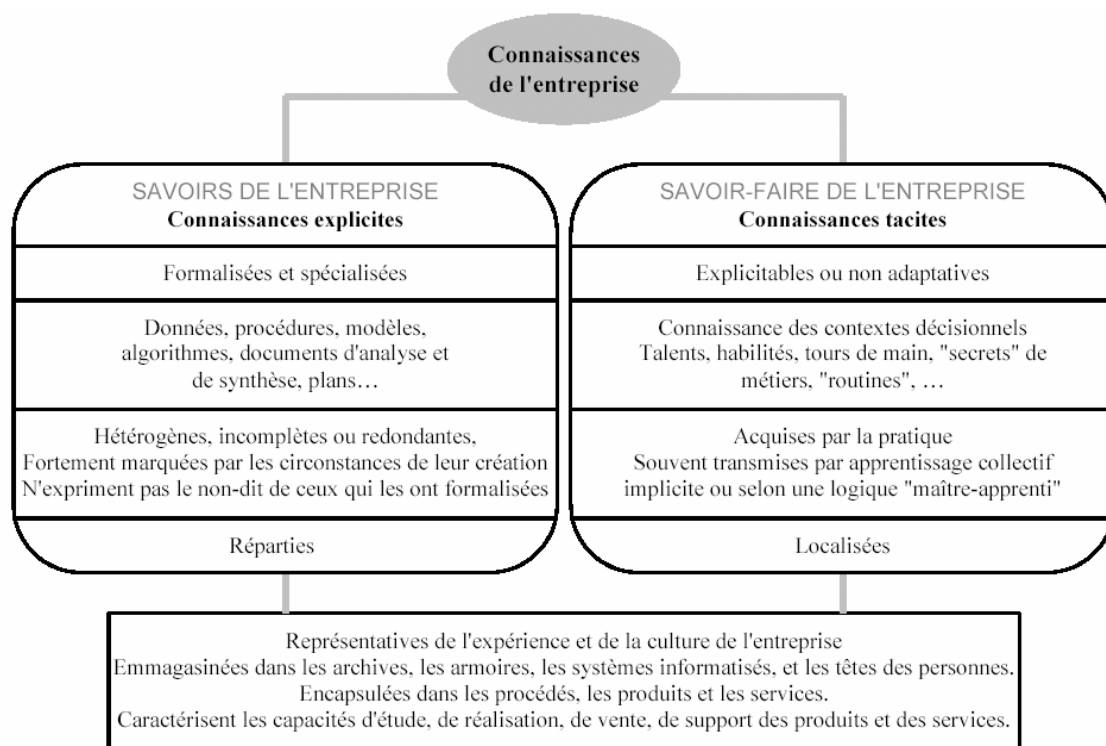 Connaissances
de l'entreprise
SAVOIRS DE L'ENTREPRISE
Connaissances explicites
Formalisées et spécialisées
Données, procédures, modèles,
algorithmes, documents d'analyse et
de synthèse, plans…
Hétérogènes, incomplètes ou redondantes,
Fortement marquées par les circonstances de leur création
N'expriment pas le non-dit de ceux qui les ont formalisées
Réparties
SAVOIR-FAIRE DE L'ENTREPRISE
Connaissances tacites
Explicitables ou non adaptatives
Connaissance des contextes décisionnels
Talents, habilités, tours de main, "secrets" de
métiers, "routines", …
Acquises par la pratique
Souvent transmises par apprentissage collectif
implicite ou selon une logique "maître-apprenti"
Localisées
Représentatives de l'expérience et de la culture de l'entreprise
Emmagasinées dans les archives, les armoires, les systèmes informatisés, et les têtes des personnes.
Encapsulées dans les procédés, les produits et les services.
Caractérisent les capacités d'étude, de réalisation, de vente, de support des produits et des services.